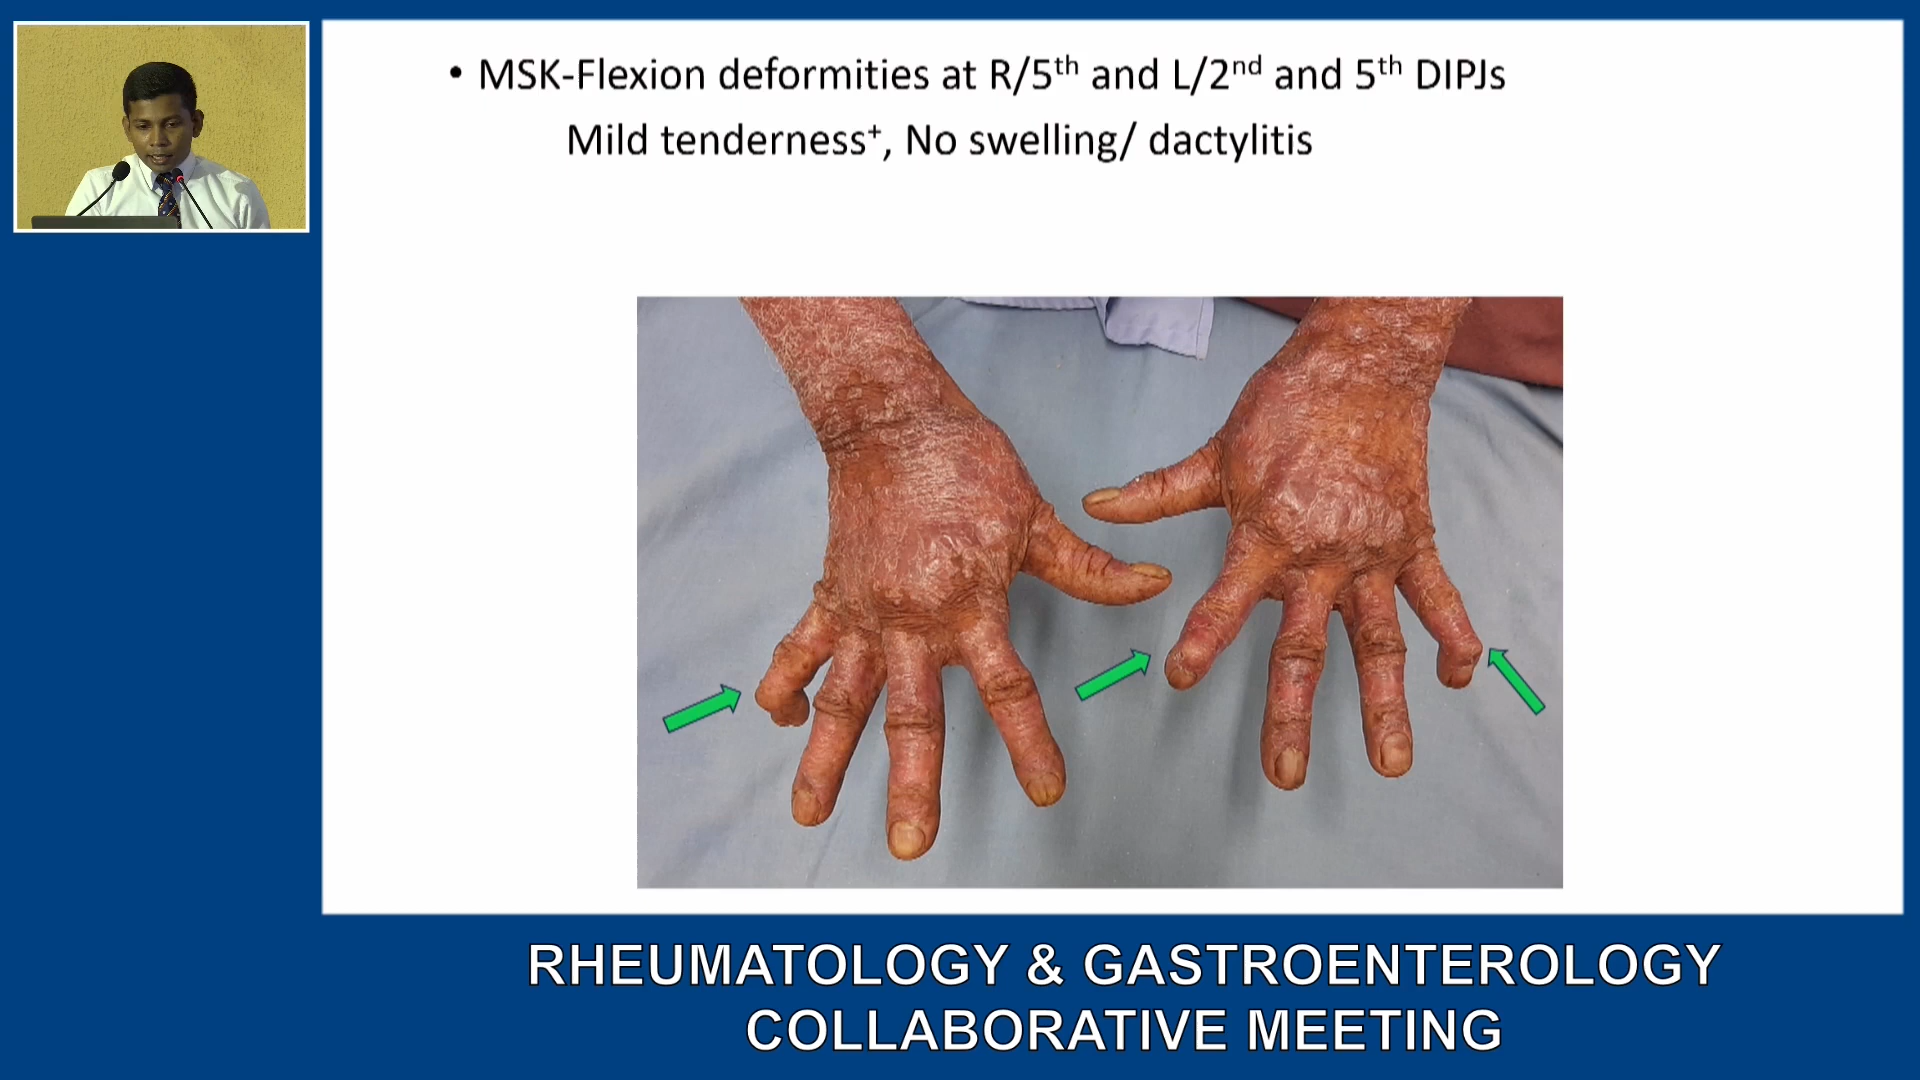 • MSK-Flexion deformities at R/5th and L/2nd and 5th DIPJs
Mild tenderness+, No swelling/ dactylitis
RHEUMATOLOGY & GASTROENTEROLOGY
COLLABORATIVE MEETING